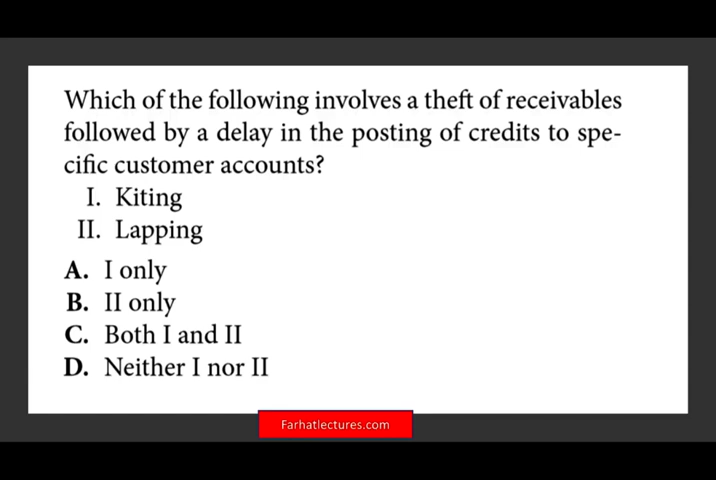 Which of the following involves a theft of receivables
followed by a delay in the posting of credits to spe-
cific customer accounts?
I. Kiting
II. Lapping
A. I only
B. II only
C. Both I and II
D. Neither I nor II
Farhatlectures.com